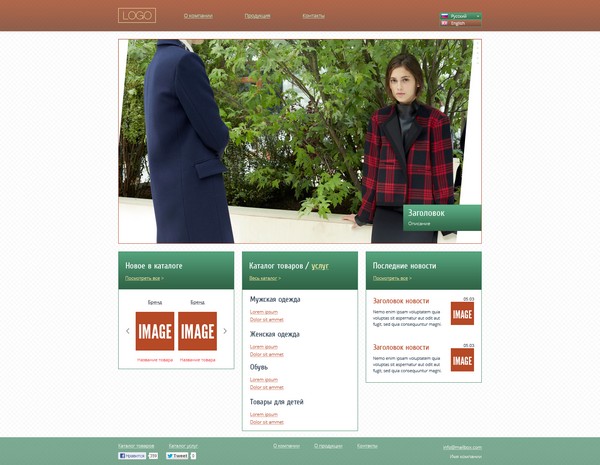 LOGO
О компании
Продукция
Контакты
Русский
English
Заголовок
Описание
Новое в каталоге
Посмотреть все >
Каталог товаров / услуг
Весь каталог >
Последние новости
Посмотреть все >
IMAGE
IMAGE
Название товара
Название товара
Мужская одежда
Lorem ipsum
Dolor sit ammet
Женская одежда
Lorem ipsum
Dolor sit ammet
Обувь
Lorem ipsum
Dolor sit ammet
Товары для детей
Lorem ipsum
Dolor sit ammet
05.03
Заголовок новости
Nemo enim ipsam voluptatem quia
voluptas sit aspernatur aut odit aut
fugit, sed quia consequuntur magni.
IMAGE
05.03
Заголовок новости
Nemo enim ipsam voluptatem quia
voluptas sit aspernatur aut odit aut
fugit, sed quia consequuntur magni.
IMAGE
Каталог товаров
Каталог услуг
О компании
О продукции
Контакты
info@mailbox.com
Нравится
Tweet
Имя компании